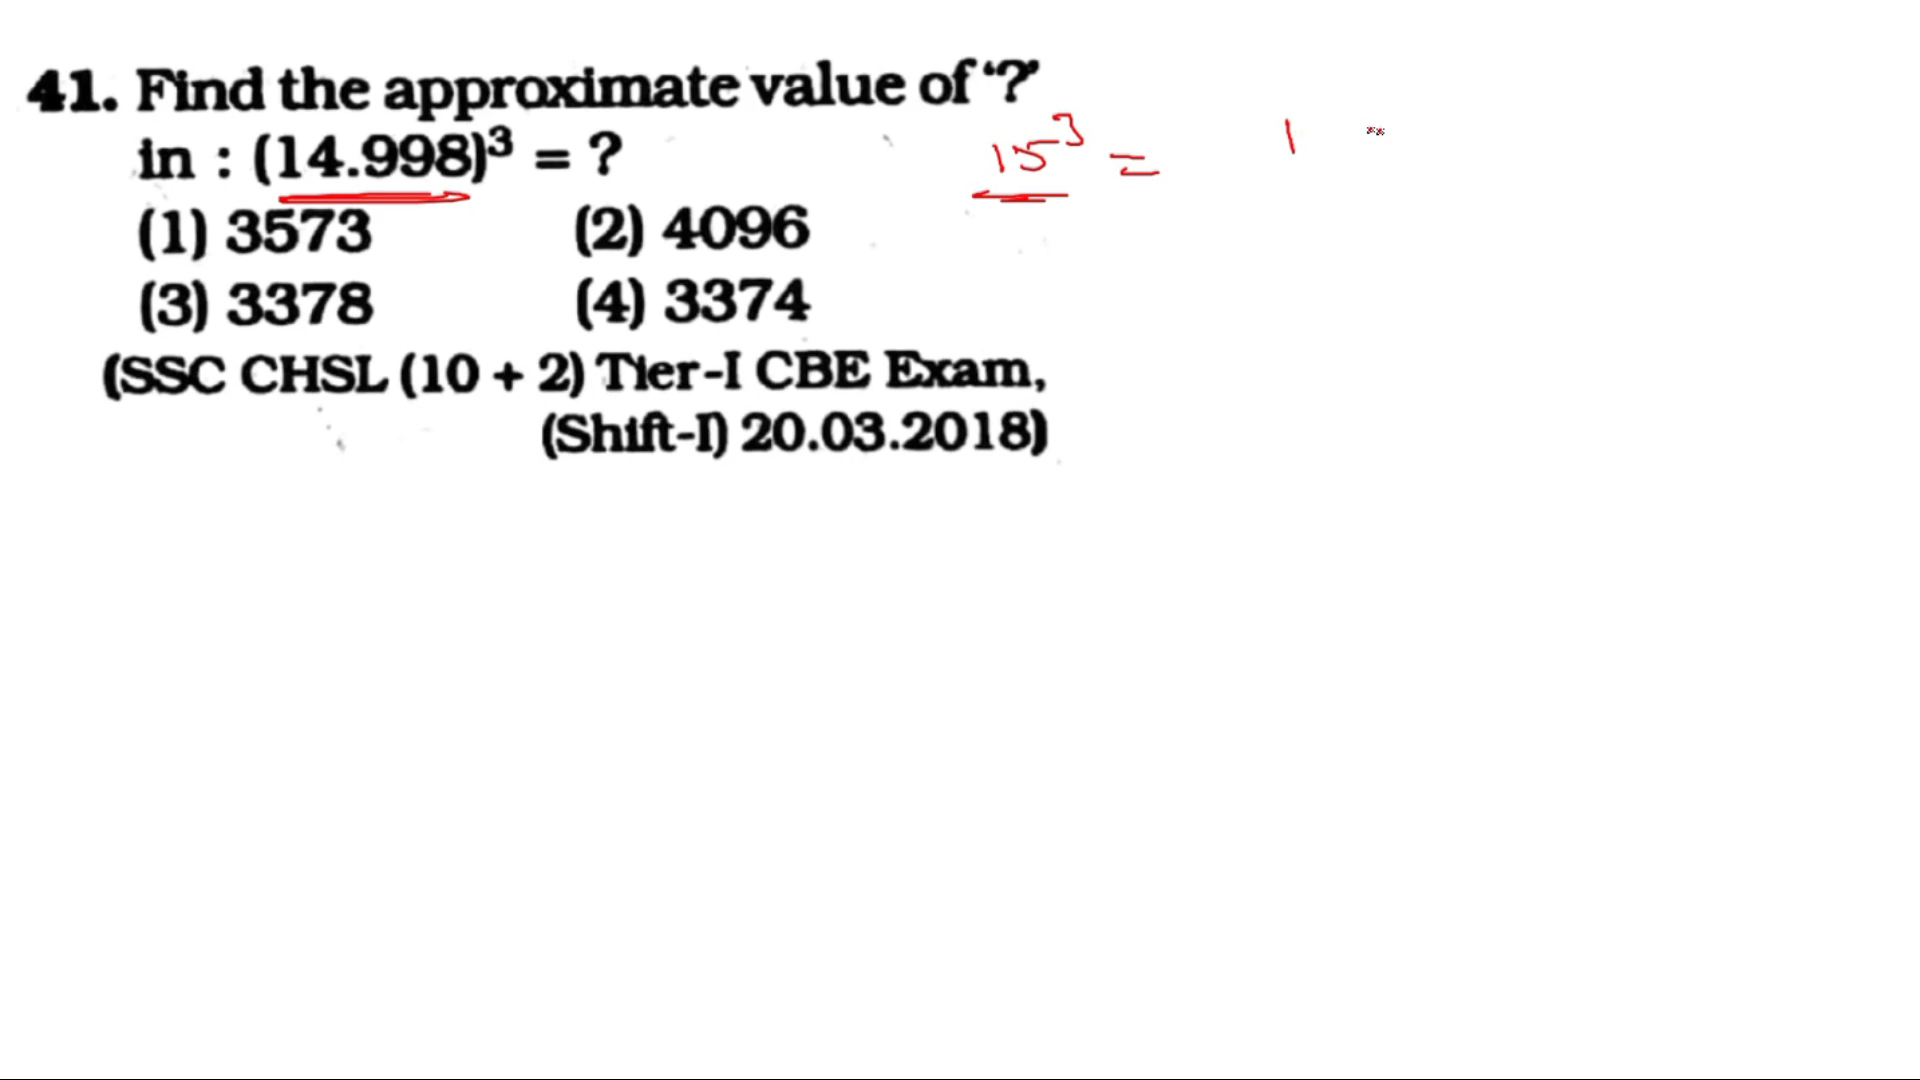 41. Find the approximate value of ‘?’
in : (14.998)³ = ?
15³ = 1
(1) 3573 (2) 4096
(3) 3378 (4) 3374
(SSC CHSL (10 + 2) Tier-I CBE Exam,
(Shift-I) 20.03.2018)